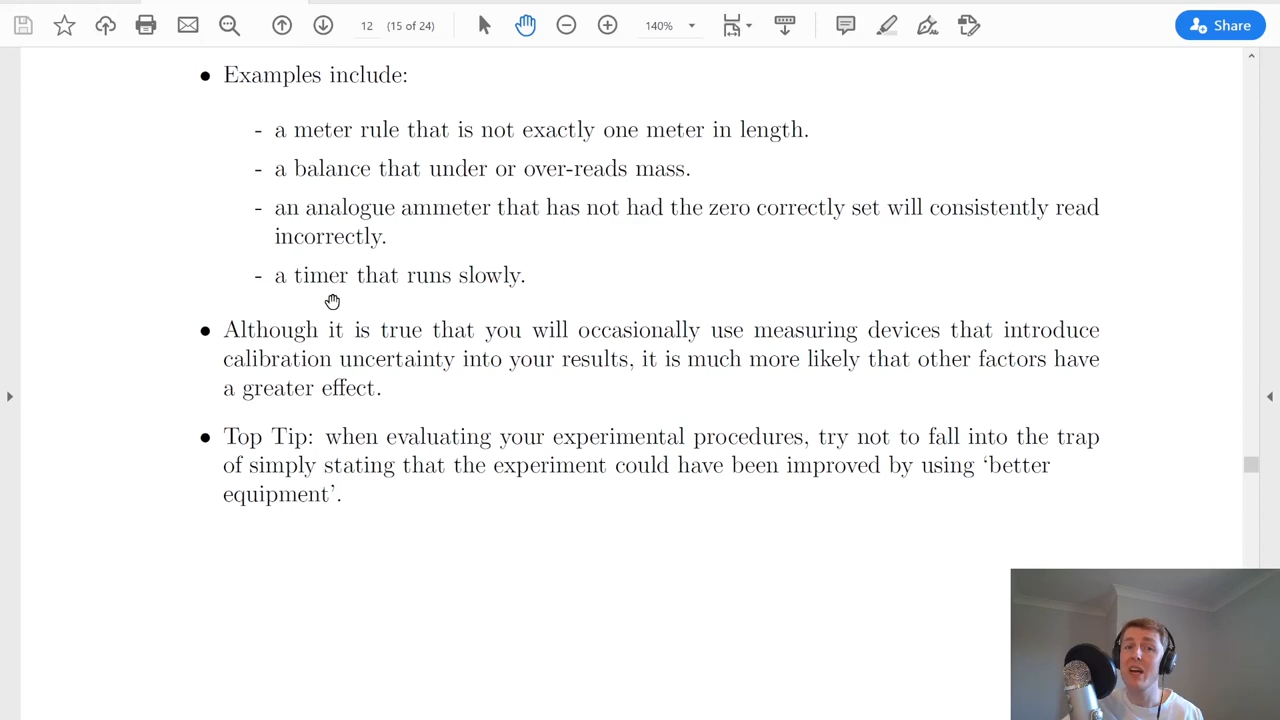 12 (15 of 24) 140% Share
● Examples include:
- a meter rule that is not exactly one meter in length.
- a balance that under or over-reads mass.
- an analogue ammeter that has not had the zero correctly set will consistently read
incorrectly.
- a timer that runs slowly.
● Although it is true that you will occasionally use measuring devices that introduce
calibration uncertainty into your results, it is much more likely that other factors have
a greater effect.
● Top Tip: when evaluating your experimental procedures, try not to fall into the trap
of simply stating that the experiment could have been improved by using ‘better
equipment’.